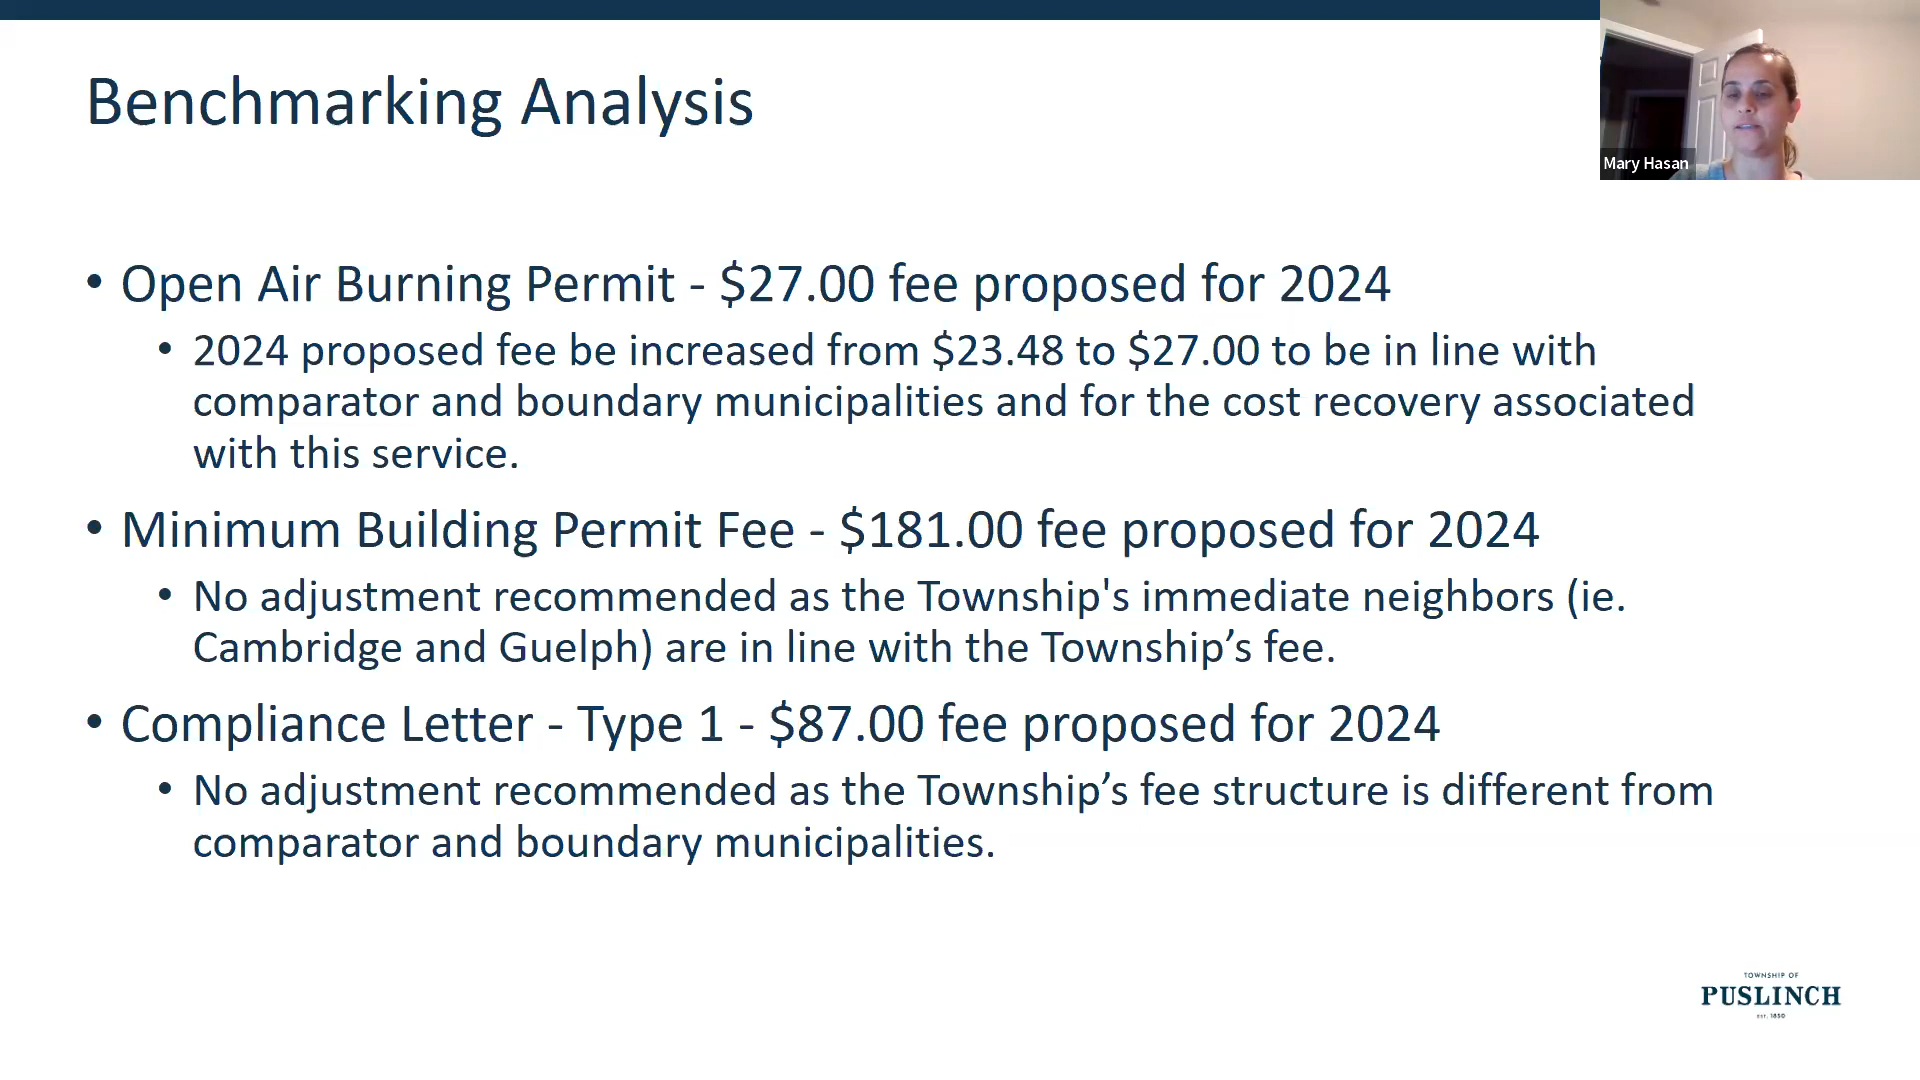 Benchmarking Analysis
Mary Hasan
• Open Air Burning Permit - $27.00 fee proposed for 2024
• 2024 proposed fee be increased from $23.48 to $27.00 to be in line with
comparator and boundary municipalities and for the cost recovery associated
with this service.
• Minimum Building Permit Fee - $181.00 fee proposed for 2024
• No adjustment recommended as the Township's immediate neighbors (ie.
Cambridge and Guelph) are in line with the Township’s fee.
• Compliance Letter - Type 1 - $87.00 fee proposed for 2024
• No adjustment recommended as the Township’s fee structure is different from
comparator and boundary municipalities.
TOWNSHIP OF
PUSLINCH
EST. 1850